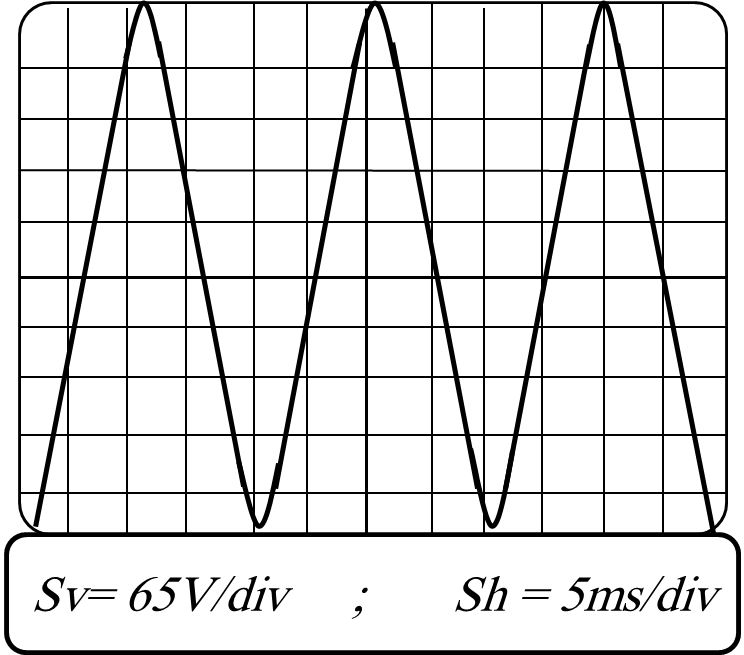 Sv= 65V/div ; Sh = 5ms/div